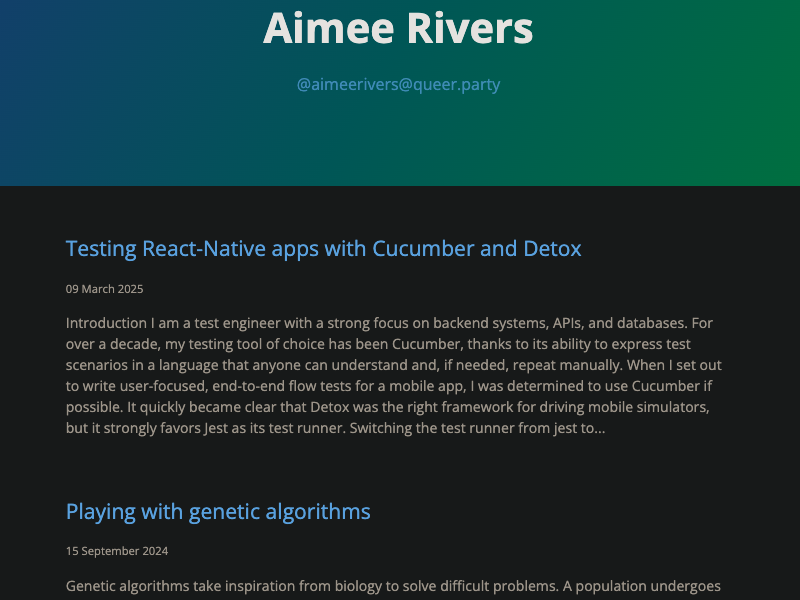 Aimee Rivers
@aimeerivers@queer.party
Testing React-Native apps with Cucumber and Detox
09 March 2025
Introduction I am a test engineer with a strong focus on backend systems, APIs, and databases. For
over a decade, my testing tool of choice has been Cucumber, thanks to its ability to express test
scenarios in a language that anyone can understand and, if needed, repeat manually. When I set out
to write user-focused, end-to-end flow tests for a mobile app, I was determined to use Cucumber if
possible. It quickly became clear that Detox was the right framework for driving mobile simulators,
but it strongly favors Jest as its test runner. Switching the test runner from jest to...
Playing with genetic algorithms
15 September 2024
Genetic algorithms take inspiration from biology to solve difficult problems. A population undergoes